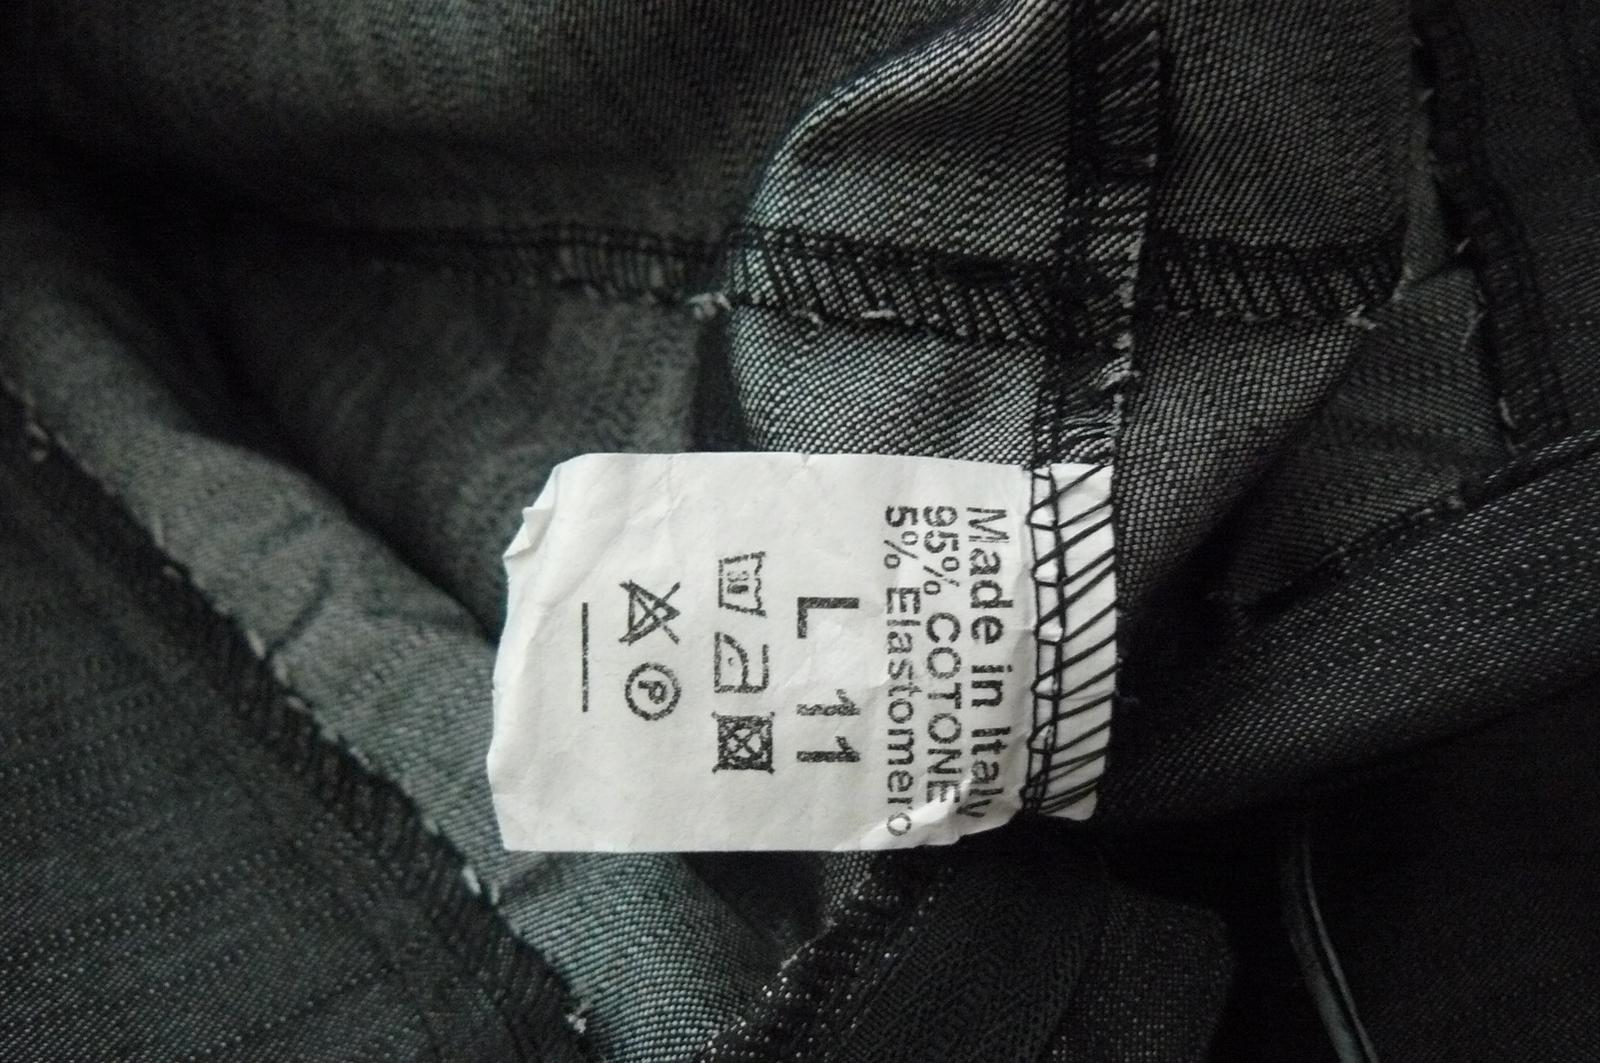 Made in Italy
95% COTONE
5% Elastomero
L 11
P